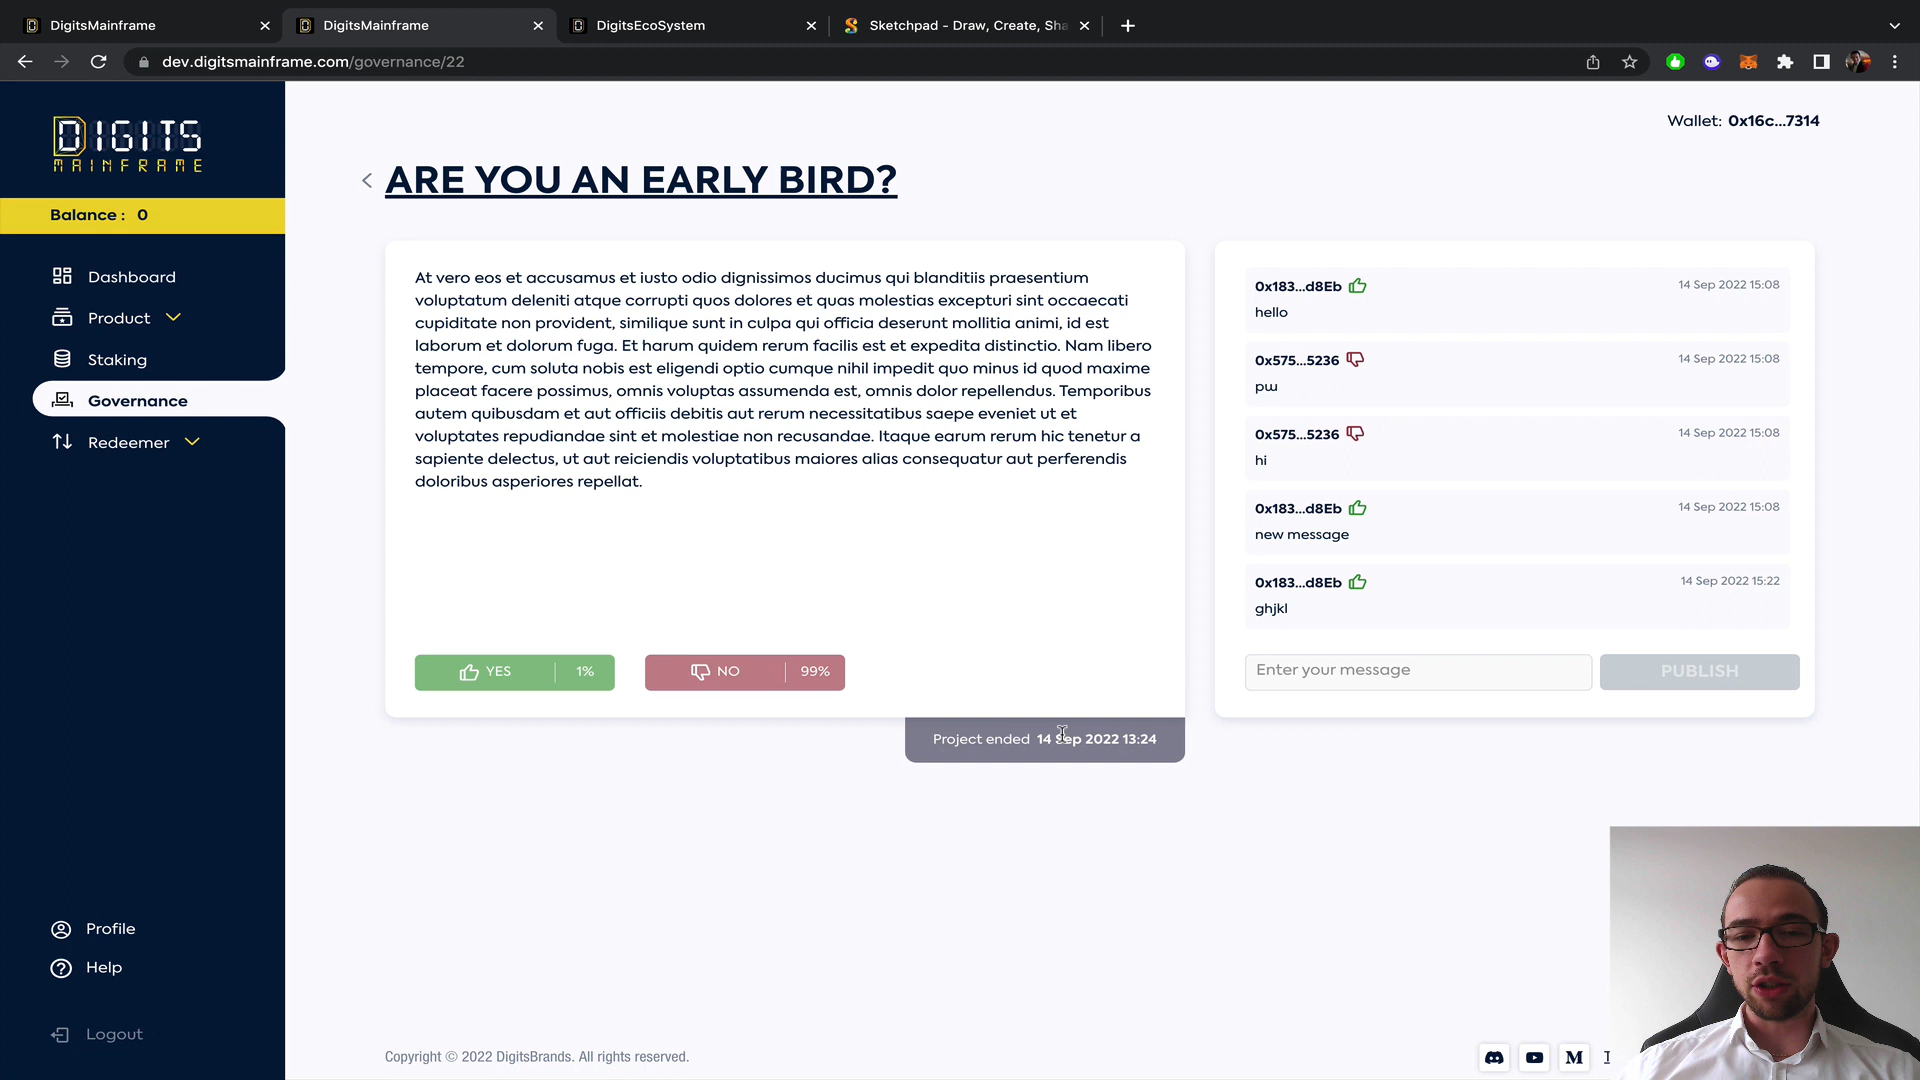 DigitsMainframe
DigitsMainframe
DigitsEcoSystem
Sketchpad - Draw, Create, Sha
dev.digitsmainframe.com/governance/22
DIGITS
MAINFRAME
Balance : 0
Dashboard
Product
Staking
Governance
Redeemer
Profile
Help
Logout
Wallet: 0x16c...7314
ARE YOU AN EARLY BIRD?
At vero eos et accusamus et iusto odio dignissimos ducimus qui blanditiis praesentium
voluptatum deleniti atque corrupti quos dolores et quas molestias excepturi sint occaecati
cupiditate non provident, similique sunt in culpa qui officia deserunt mollitia animi, id est
laborum et dolorum fuga. Et harum quidem rerum facilis est et expedita distinctio. Nam libero
tempore, cum soluta nobis est eligendi optio cumque nihil impedit quo minus id quod maxime
placeat facere possimus, omnis voluptas assumenda est, omnis dolor repellendus. Temporibus
autem quibusdam et aut officiis debitis aut rerum necessitatibus saepe eveniet ut et
voluptates repudiandae sint et molestiae non recusandae. Itaque earum rerum hic tenetur a
sapiente delectus, ut aut reiciendis voluptatibus maiores alias consequatur aut perferendis
doloribus asperiores repellat.
YES 1%
NO 99%
Project ended 14 Sep 2022 13:24
0x183...d8Eb 14 Sep 2022 15:08
hello
0x575...5236 14 Sep 2022 15:08
pw
0x575...5236 14 Sep 2022 15:08
hi
0x183...d8Eb 14 Sep 2022 15:08
new message
0x183...d8Eb 14 Sep 2022 15:22
ghjkl
Enter your message
PUBLISH
Copyright © 2022 DigitsBrands. All rights reserved.